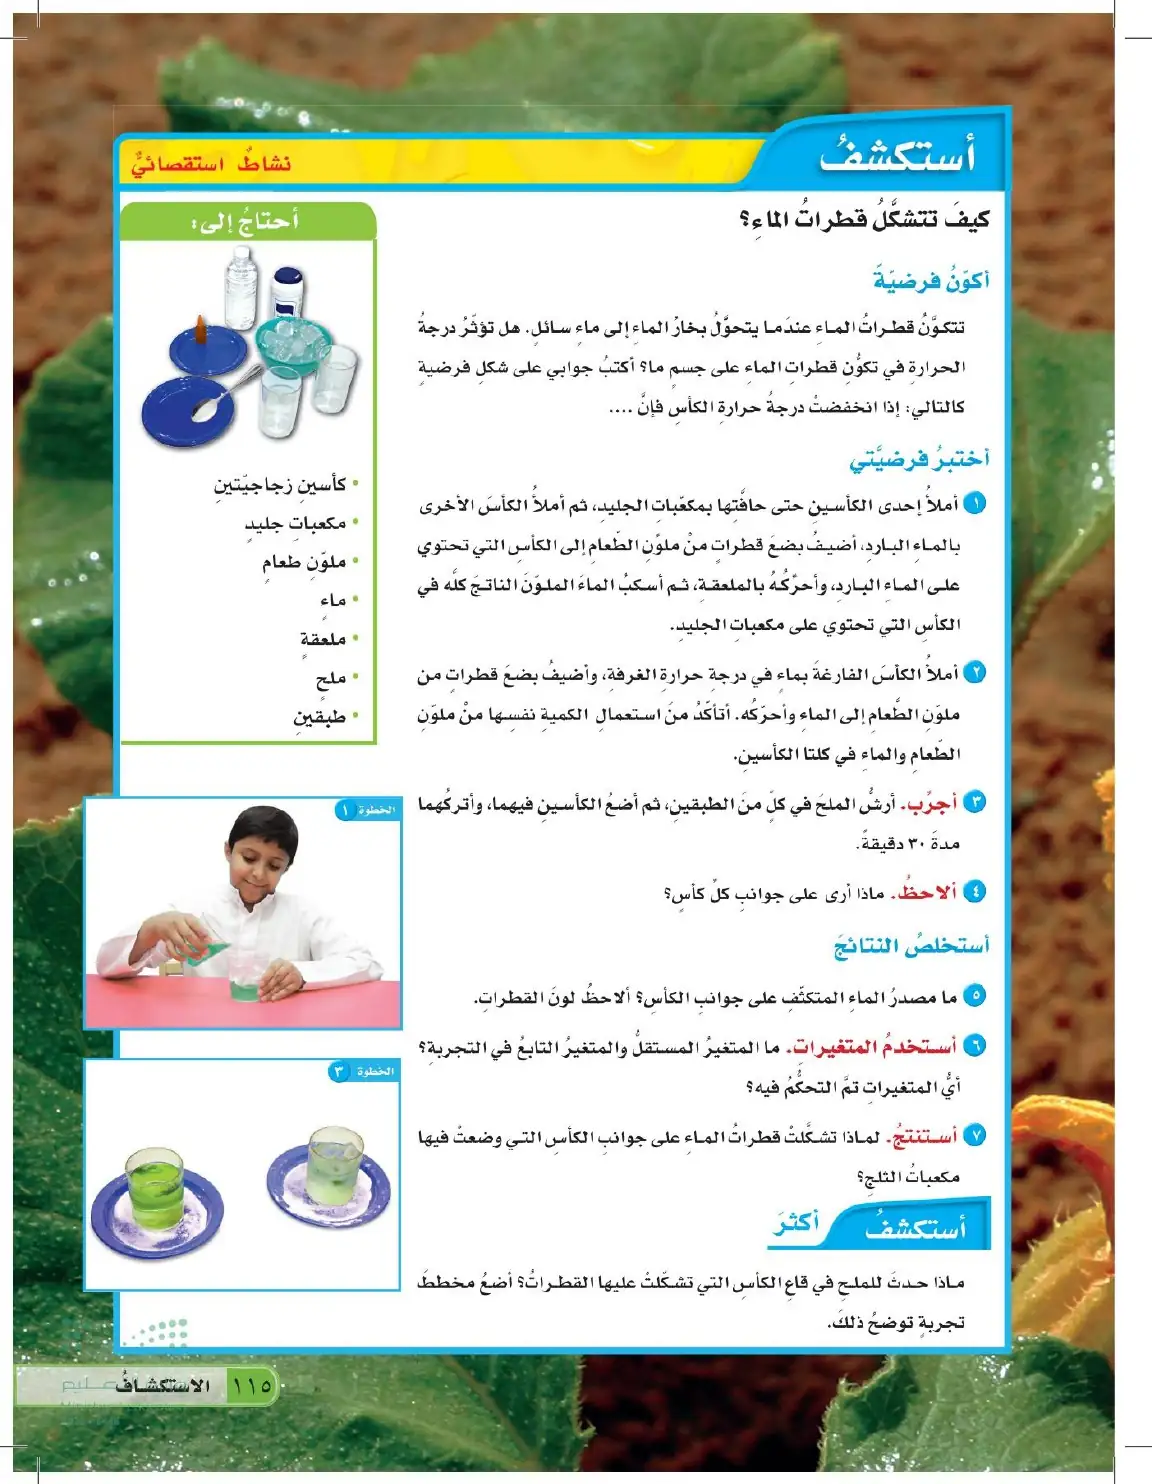 أستكشفُ
نشاطٌ استقصائيٌّ
كيفَ تتشكَّلُ قطراتُ الماءِ؟
أكوّنُ فرضيّةً
تتكوَّنُ قطراتُ الماءِ عندَما يتحوَّلُ بخارُ الماءِ إلى ماءٍ سائلٍ. هل تؤثّرُ درجةُ
الحرارةِ في تكوُّنِ قطراتِ الماءِ على جسمٍ ما؟ أكتبُ جوابي على شكلِ فرضيةٍ
كالتالي: إذا انخفضتْ درجةُ حرارةِ الكأسِ فإنَّ ....
أختبرُ فرضيَّتي
١ أملأُ إحدى الكأسينِ حتى حافَّتِها بمكعّباتِ الجليدِ، ثم أملأُ الكأسَ الأخرى
بالماءِ الباردِ، أضيفُ بضعَ قطراتٍ منْ ملوّنِ الطّعامِ إلى الكأسِ التي تحتوي
على الماءِ الباردِ، وأحرّكُهُ بالملعقةِ، ثم أسكبُ الماءَ الملوّنَ الناتجَ كلَّه في
الكأسِ التي تحتوي على مكعباتِ الجليدِ.
٢ أملأُ الكأسَ الفارغةَ بماء في درجةِ حرارةِ الغرفةِ، وأضيفُ بضعَ قطراتٍ من
ملوّنِ الطَّعامِ إلى الماءِ وأحرّكُه. أتأكّدُ منَ استعمالِ الكميةِ نفسِها منْ ملوّنِ
الطّعامِ والماءِ في كلتا الكأسينِ.
٣ أجرِّب. أرشُّ الملحَ في كلٍّ منَ الطبقينِ، ثم أضعُ الكأسينِ فيهما، وأتركُهما
مدةَ ٣٠ دقيقةً.
٤ ألاحظُ. ماذا أرى على جوانبِ كلِّ كأسٍ؟
أستخلصُ النتائجَ
٥ ما مصدرُ الماءِ المتكثّفِ على جوانبِ الكأسِ؟ ألاحظُ لونَ القطراتِ.
٦ أستخدمُ المتغيراتِ. ما المتغيرُ المستقلُّ والمتغيرُ التابعُ في التجربةِ؟
أيُّ المتغيراتِ تمَّ التحكُّمُ فيه؟
٧ أستنتجُ. لماذا تشكَّلتْ قطراتُ الماءِ على جوانبِ الكأسِ التي وضعتْ فيها
مكعباتُ الثلجِ؟
أستكشفُ أكثرَ
ماذا حدثَ للملحِ في قاعِ الكأسِ التي تشكّلتْ عليها القطراتُ؟ أضعُ مخططَ
تجربةٍ توضحُ ذلكَ.
أحتاجُ إلى:
• كأسينِ زجاجيّتينِ
• مكعباتِ جليدٍ
• ملوّنِ طعامٍ
• ماءٍ
• ملعقةٍ
• ملحٍ
• طبقينِ
الخطوة ١
الخطوة ٣
١١٥ الاستكشافُ